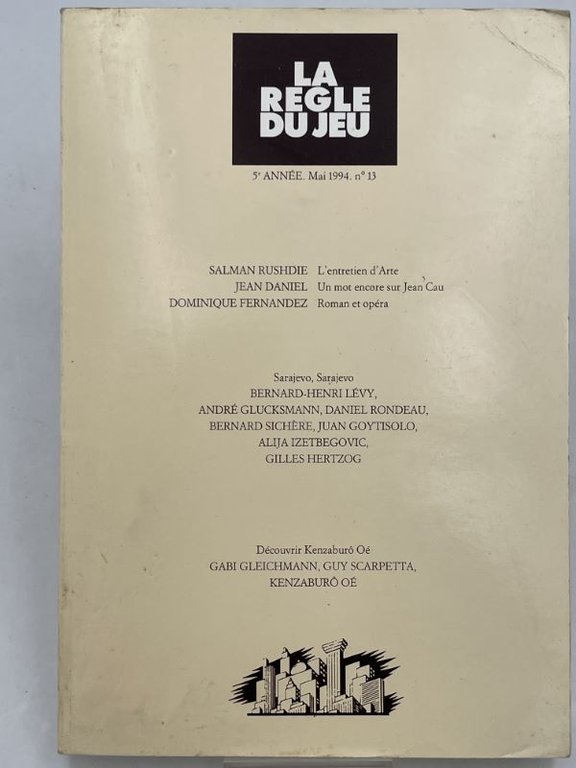 LA
REGLE
DU JEU
5e ANNÉE. Mai 1994. n° 13
SALMAN RUSHDIE L'entretien d'Arte
JEAN DANIEL Un mot encore sur Jean Cau
DOMINIQUE FERNANDEZ Roman et opéra
Sarajevo, Sarajevo
BERNARD-HENRI LÉVY,
ANDRÉ GLUCKSMANN, DANIEL RONDEAU,
BERNARD SICHÈRE, JUAN GOYTISOLO,
ALIJA IZETBEGOVIC,
GILLES HERTZOG
Découvrir Kenzaburô Oé
GABI GLEICHMANN, GUY SCARPETTA,
KENZABURÔ OÉ